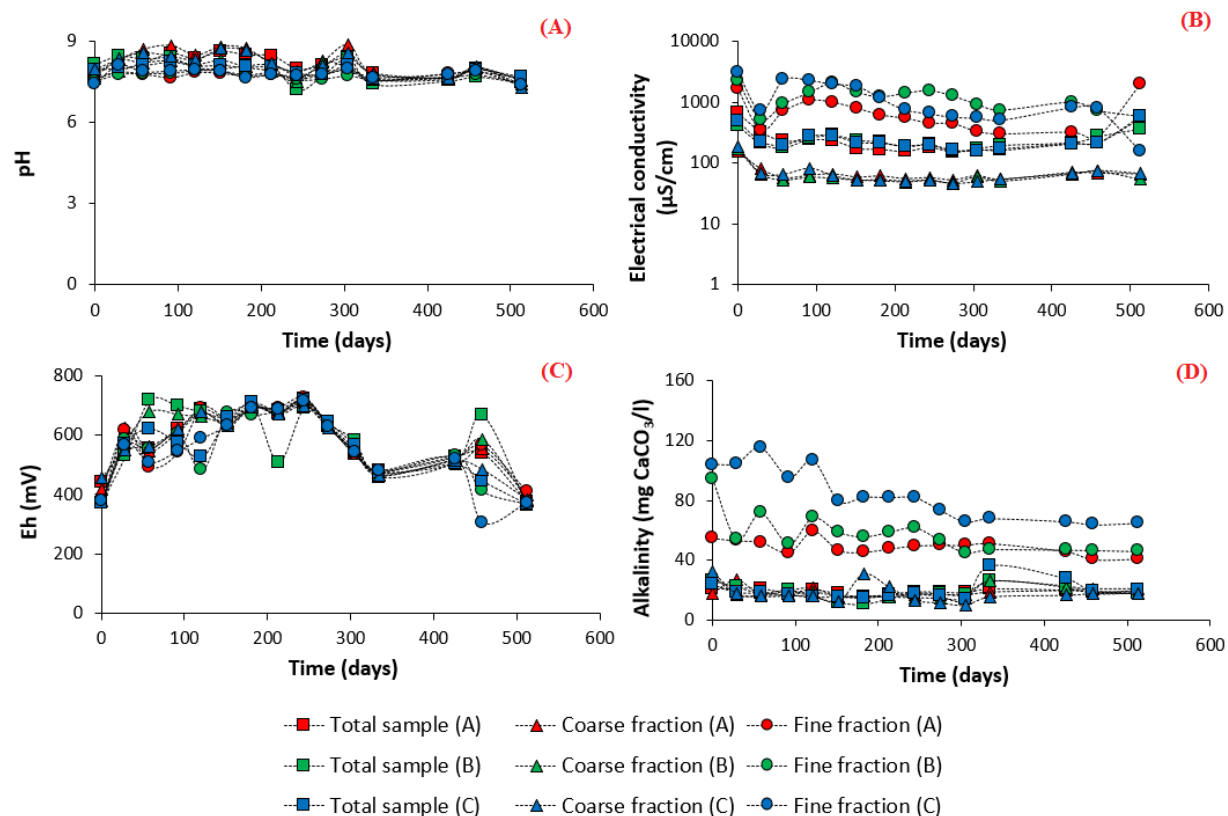 (A)
9
6
3
0
pH
0 100 200 300 400 500 600
Time (days)
(B)
10000
1000
100
10
1
Electrical conductivity
(µS/cm)
0 100 200 300 400 500 600
Time (days)
(C)
800
600
400
200
0
Eh (mV)
0 100 200 300 400 500 600
Time (days)
(D)
160
120
80
40
0
Alkalinity (mg CaCO3/l)
0 100 200 300 400 500 600
Time (days)
Total sample (A) Coarse fraction (A) Fine fraction (A)
Total sample (B) Coarse fraction (B) Fine fraction (B)
Total sample (C) Coarse fraction (C) Fine fraction (C)